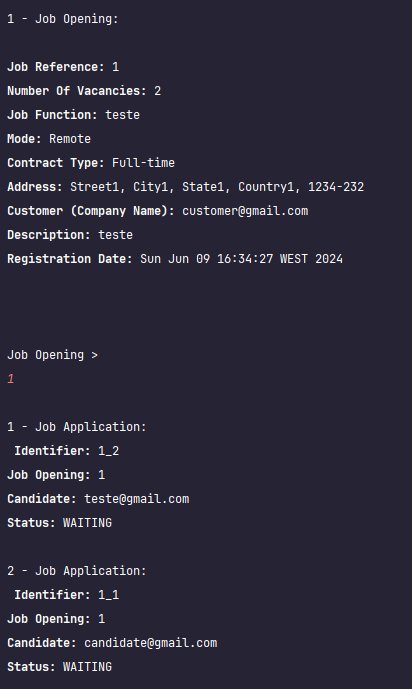 1 - Job Opening:
Job Reference: 1
Number Of Vacancies: 2
Job Function: teste
Mode: Remote
Contract Type: Full-time
Address: Street1, City1, State1, Country1, 1234-232
Customer (Company Name): customer@gmail.com
Description: teste
Registration Date: Sun Jun 09 16:34:27 WEST 2024
Job Opening >
1
1 - Job Application:
Identifier: 1_2
Job Opening: 1
Candidate: teste@gmail.com
Status: WAITING
2 - Job Application:
Identifier: 1_1
Job Opening: 1
Candidate: candidate@gmail.com
Status: WAITING